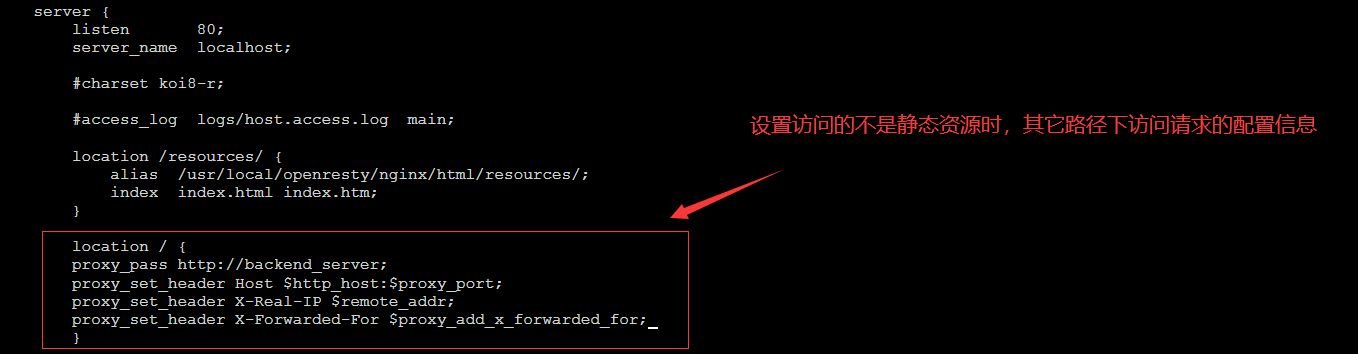 server {
listen       80;
server_name  localhost;
#charset koi8-r;
#access_log  logs/host.access.log  main;
设置访问的不是静态资源时，其它路径下访问请求的配置信息
location /resources/ {
alias  /usr/local/openresty/nginx/html/resources/;
index  index.html index.htm;
}
location / {
proxy_pass http://backend_server;
proxy_set_header Host $http_host:$proxy_port;
proxy_set_header X-Real-IP $remote_addr;
proxy_set_header X-Forwarded-For $proxy_add_x_forwarded_for;
}